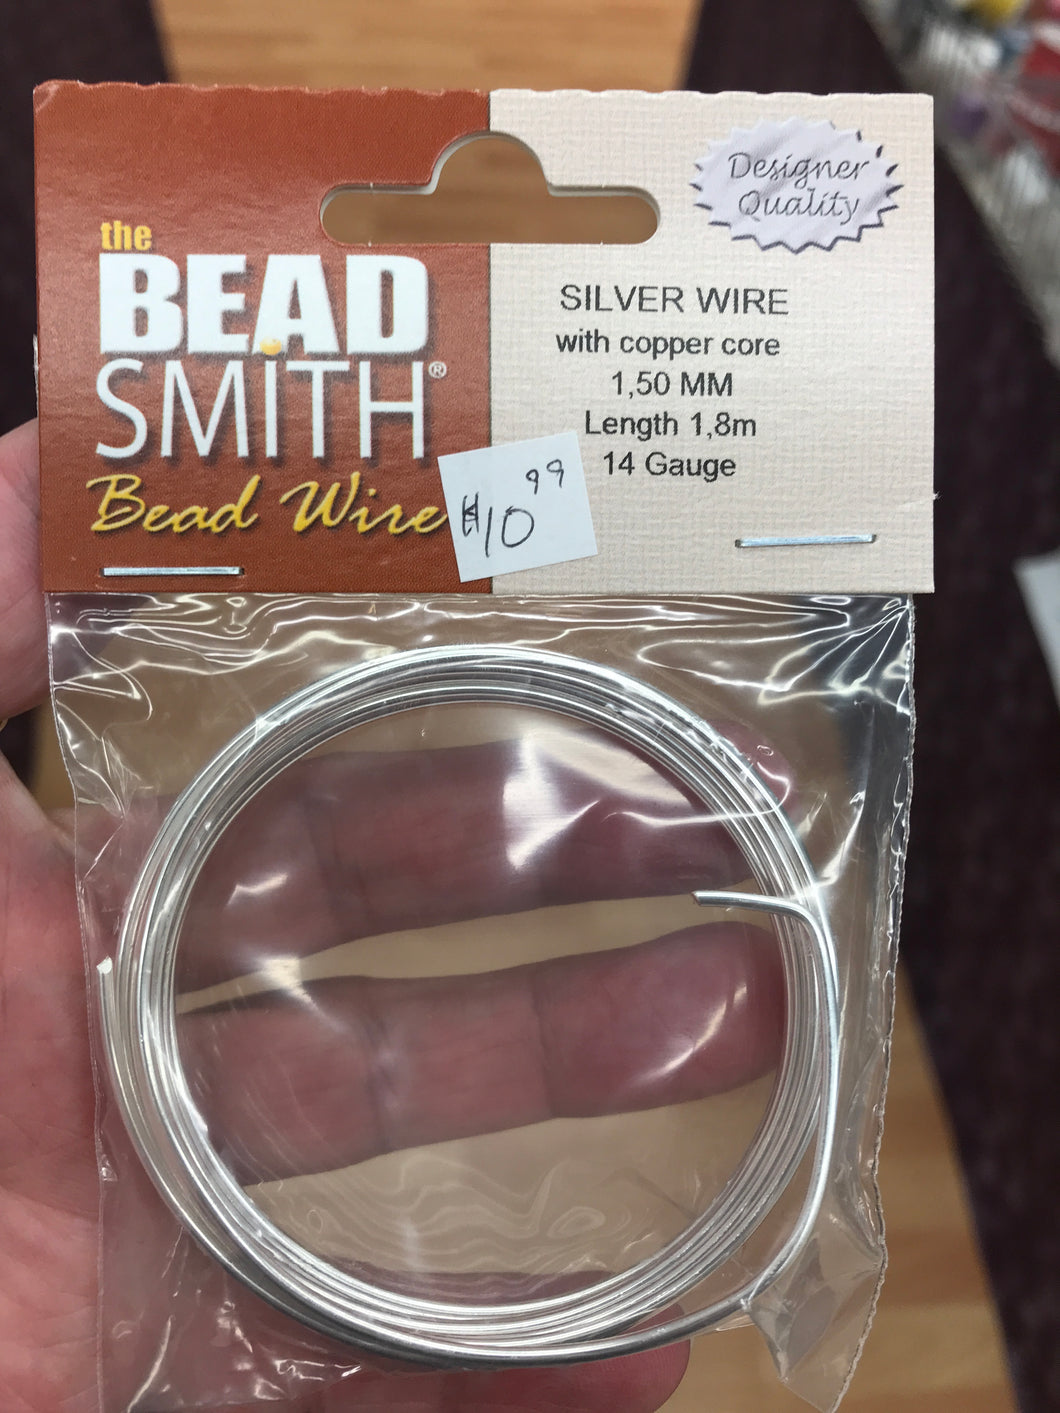 the
BEAD
SMiTH®
Bead Wire
Designer
Quality
SILVER WIRE
with copper core
1,50 MM
Length 1,8m
14 Gauge
$10 99